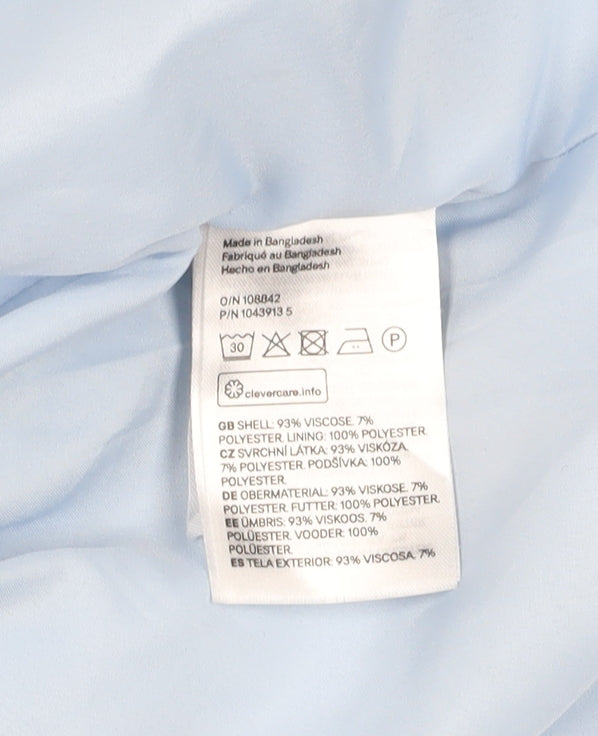 Made in Bangladesh
Fabriqué au Bangladesh
Hecho en Bangladesh
O/N 108842
P/N 1043913 5
30 P
clevercare.info
GB SHELL: 93% VISCOSE. 7%
POLYESTER. LINING: 100% POLYESTER.
CZ SVRCHNÍ LÁTKA: 93% VISKÓZA.
7% POLYESTER. PODŠÍVKA: 100%
POLYESTER.
DE OBERMATERIAL: 93% VISKOSE. 7%
POLYESTER. FUTTER: 100% POLYESTER.
EE ÜMBRIS: 93% VISKOOS. 7%
POLÜESTER. VOODER: 100%
POLÜESTER.
ES TELA EXTERIOR: 93% VISCOSA. 7%